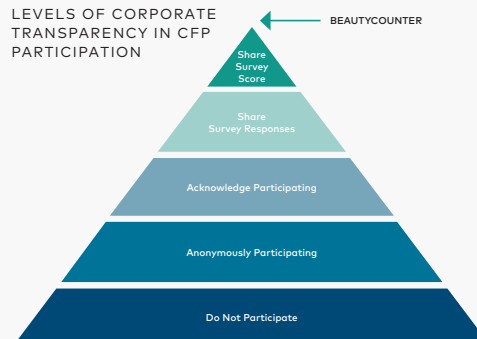 LEVELS OF CORPORATE
TRANSPARENCY IN CFP
PARTICIPATION
BEAUTYCOUNTER
Share
Survey
Score
Share
Survey Responses
Acknowledge Participating
Anonymously Participating
Do Not Participate